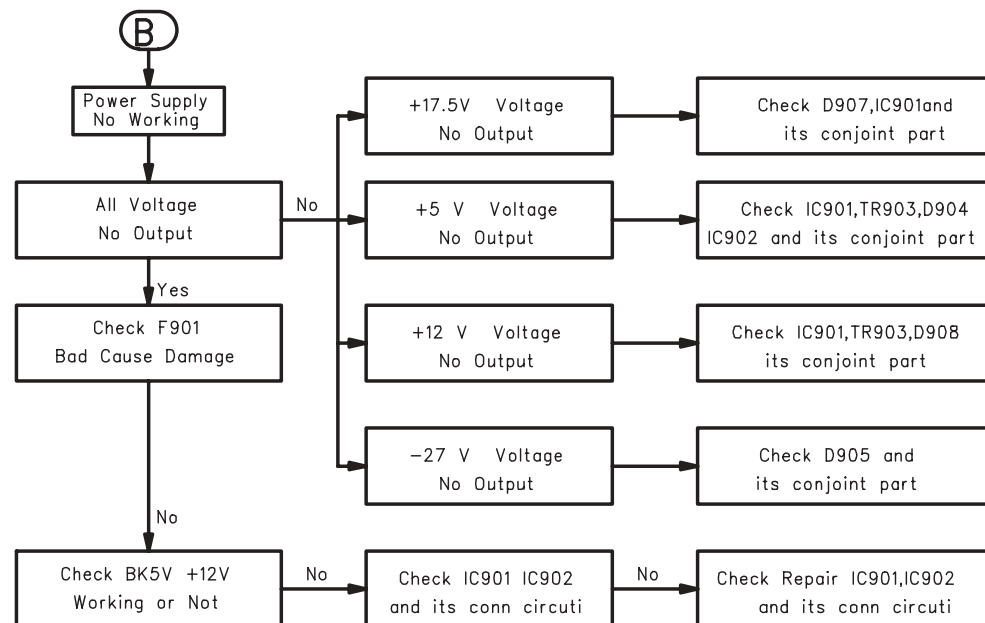 B
Power Supply
No Working
All Voltage
No Output
No
Yes
Check F901
Bad Cause Damage
No
Check BK5V +12V
Working or Not
No
+17.5V Voltage
No Output
Check D907,IC901and
its conjoint part
+5 V Voltage
No Output
Check IC901,TR903,D904
IC902 and its conjoint part
+12 V Voltage
No Output
Check IC901,TR903,D908
its conjoint part
-27 V Voltage
No Output
Check D905 and
its conjoint part
Check IC901 IC902
and its conn circuti
No
Check Repair IC901,IC902
and its conn circuti